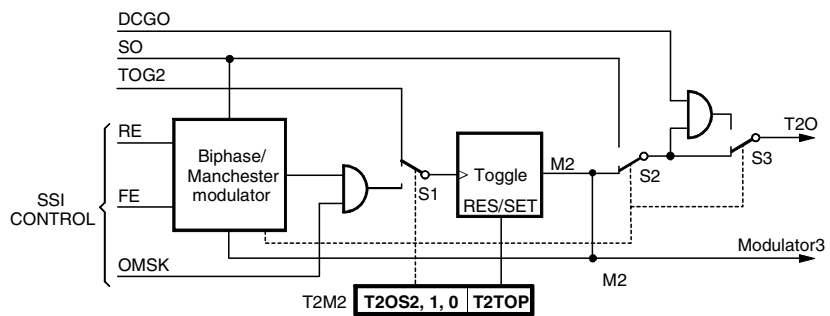 DCGO
SO
TOG2
RE
Biphase/
Manchester
modulator
T2O
S3
S2
M2
Toggle
S1
RES/SET
SSI
CONTROL
FE
OMSK
Modulator3
M2
T2M2 T2OS2, 1, 0 T2TOP